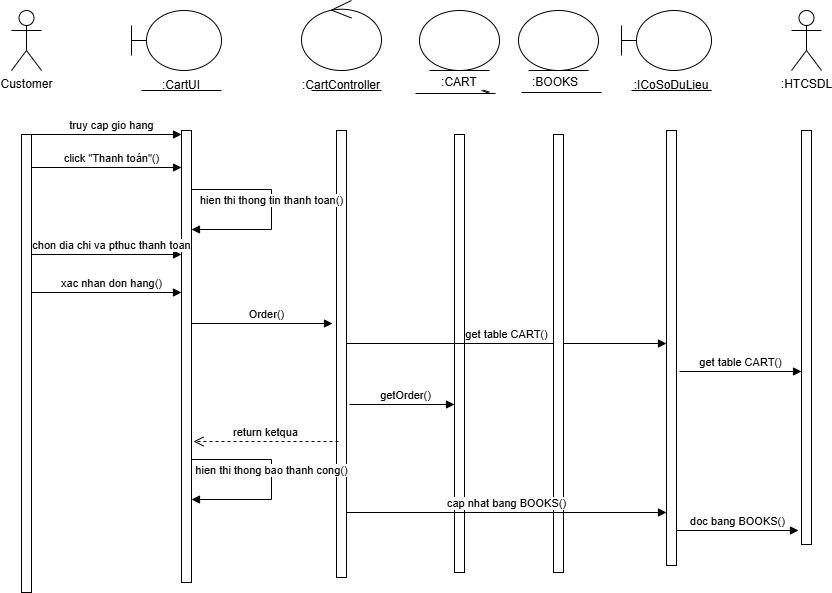 Customer
:CartUI
:CartController
:CART
:BOOKS
:ICoSoDuLieu
:HTCSDL
truy cap gio hang
click "Thanh toán"()
hien thi thong tin thanh toan()
chon dia chi va pthuc thanh toan
xac nhan don hang()
Order()
get table CART()
get table CART()
getOrder()
return ketqua
hien thi thong bao thanh cong()
cap nhat bang BOOKS()
doc bang BOOKS()